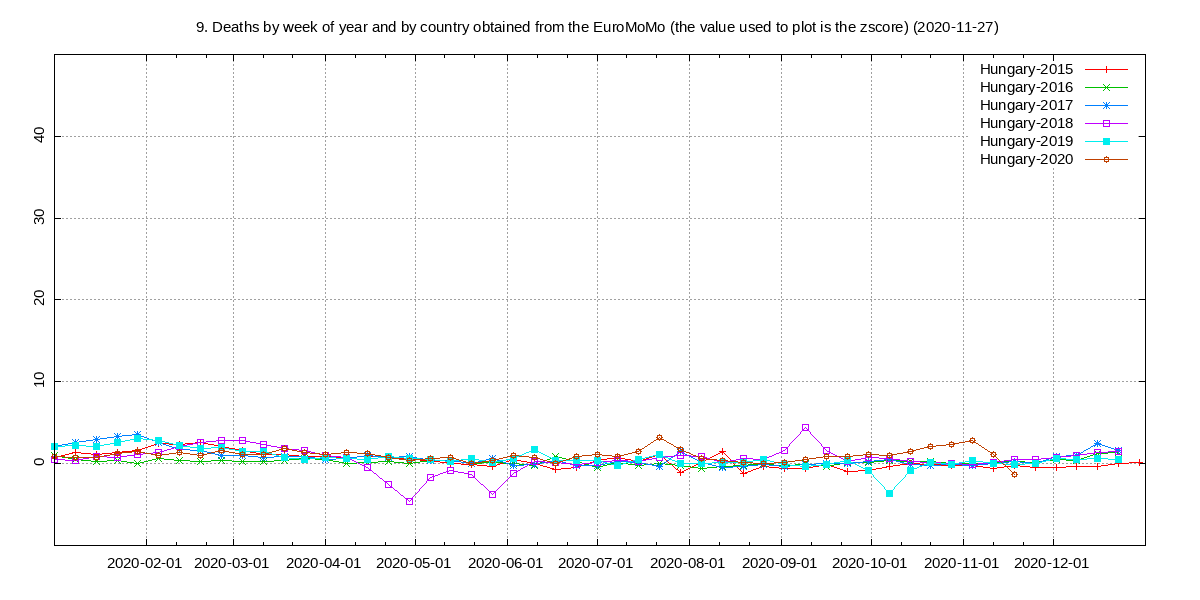 9. Deaths by week of year and by country obtained from the EuroMoMo (the value used to plot is the zscore) (2020-11-27)
Hungary-2015
Hungary-2016
Hungary-2017
Hungary-2018
Hungary-2019
Hungary-2020
40
30
20
10
0
2020-02-01 2020-03-01 2020-04-01 2020-05-01 2020-06-01 2020-07-01 2020-08-01 2020-09-01 2020-10-01 2020-11-01 2020-12-01